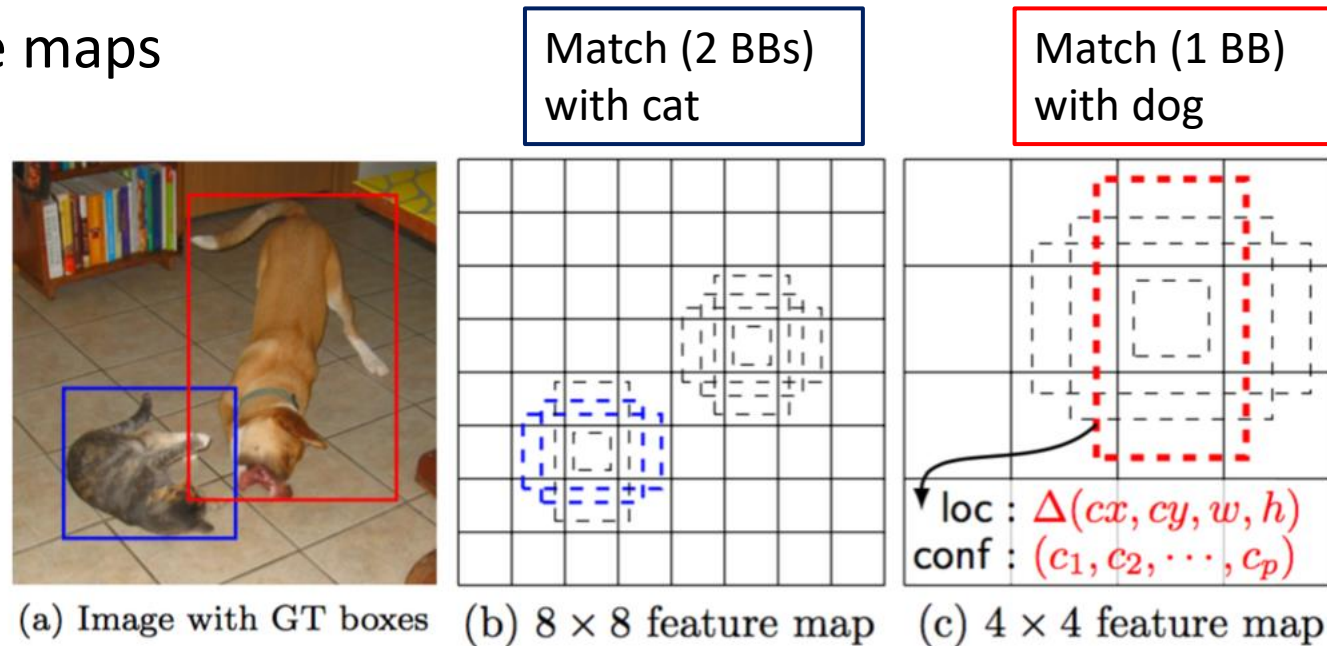 e maps
Match (2 BBs)
with cat
Match (1 BB)
with dog
loc : Δ(cx, cy, w, h)
conf : (c₁, c₂, ⋯, cₚ)
(a) Image with GT boxes
(b) 8 × 8 feature map
(c) 4 × 4 feature map